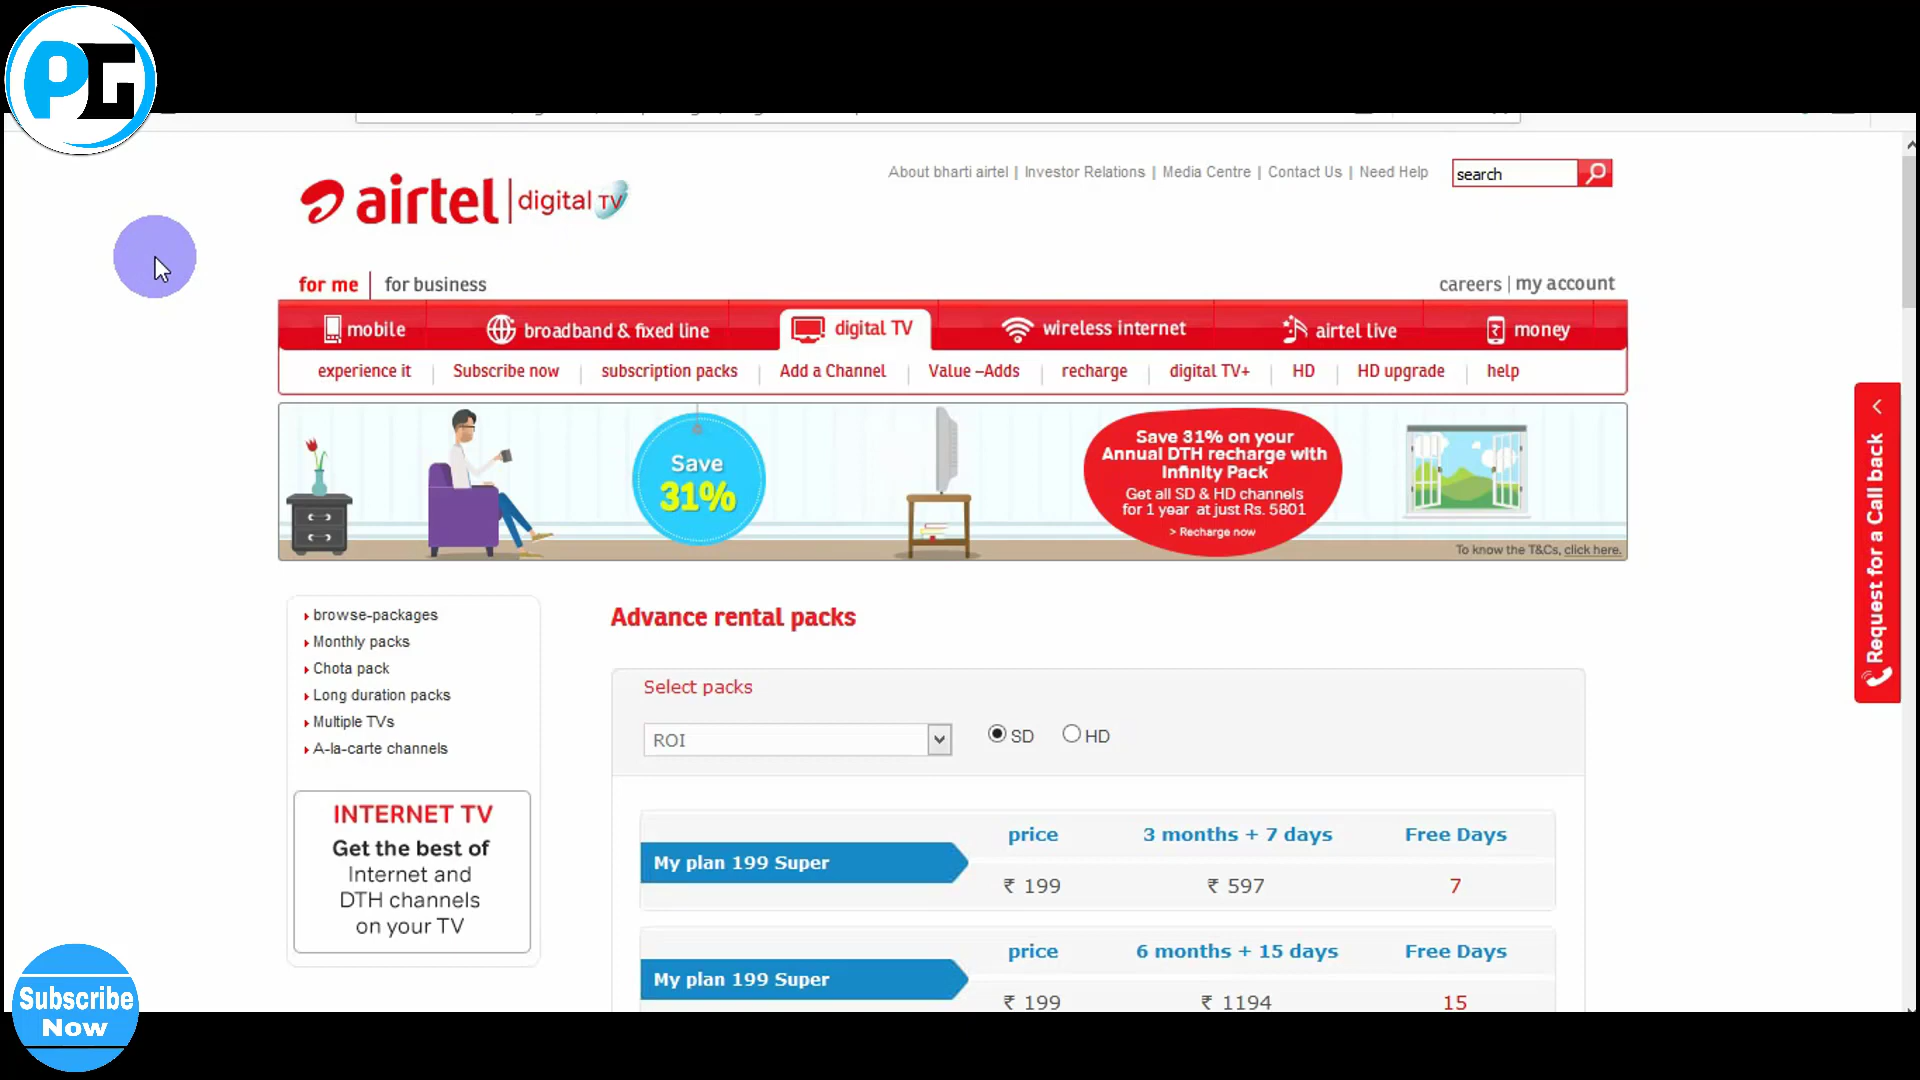 PG
airtel | digital TV
About bharti airtel | Investor Relations | Media Centre | Contact Us | Need Help
search
for me | for business
careers | my account
mobile
broadband & fixed line
digital TV
wireless internet
airtel live
money
experience it
Subscribe now
subscription packs
Add a Channel
Value –Adds
recharge
digital TV+
HD
HD upgrade
help
Save
31%
Save 31% on your
Annual DTH recharge with
Infinity Pack
Get all SD & HD channels
for 1 year at just Rs. 5801
> Recharge now
To know the T&Cs, click here.
Request for a Call back
browse-packages
Monthly packs
Chota pack
Long duration packs
Multiple TVs
A-la-carte channels
INTERNET TV
Get the best of
Internet and
DTH channels
on your TV
Advance rental packs
Select packs
ROI
SD
HD
My plan 199 Super
price 3 months + 7 days Free Days
₹ 199 ₹ 597 7
My plan 199 Super
price 6 months + 15 days Free Days
₹ 199 ₹ 1194 15
Subscribe
Now